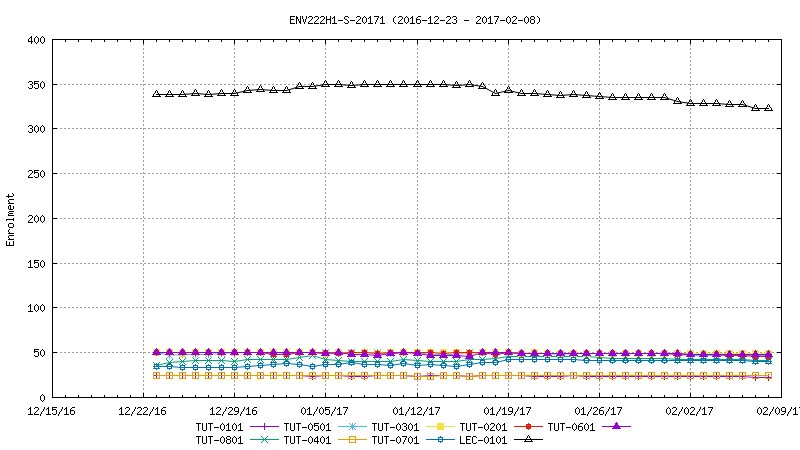 ENV222H1-S-20171 (2016-12-23 - 2017-02-08)
400
350
300
250
200
150
100
50
0
Enrolment
12/15/16 12/22/16 12/29/16 01/05/17 01/12/17 01/19/17 01/26/17 02/02/17 02/09/17
TUT-0101 TUT-0501 TUT-0301 TUT-0201 TUT-0601
TUT-0801 TUT-0401 TUT-0701 LEC-0101